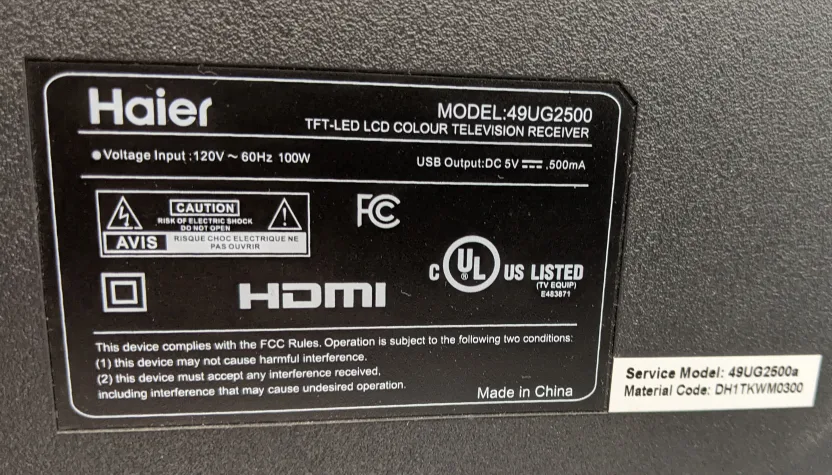 Haier
MODEL:49UG2500
TFT-LED LCD COLOUR TELEVISION RECEIVER
Voltage Input :120V ~ 60Hz 100W
USB Output:DC 5V ⎓ .500mA
CAUTION
RISK OF ELECTRIC SHOCK
DO NOT OPEN
AVIS
RISQUE CHOC ELECTRIQUE NE
PAS OUVRIR
FC
C UL US LISTED
®
(TV EQUIP)
E483871
HDMI
This device complies with the FCC Rules. Operation is subject to the following two conditions:
(1) this device may not cause harmful interference.
(2) this device must accept any interference received,
including interference that may cause undesired operation.
Made in China
Service Model: 49UG2500a
Material Code: DH1TKWM0300